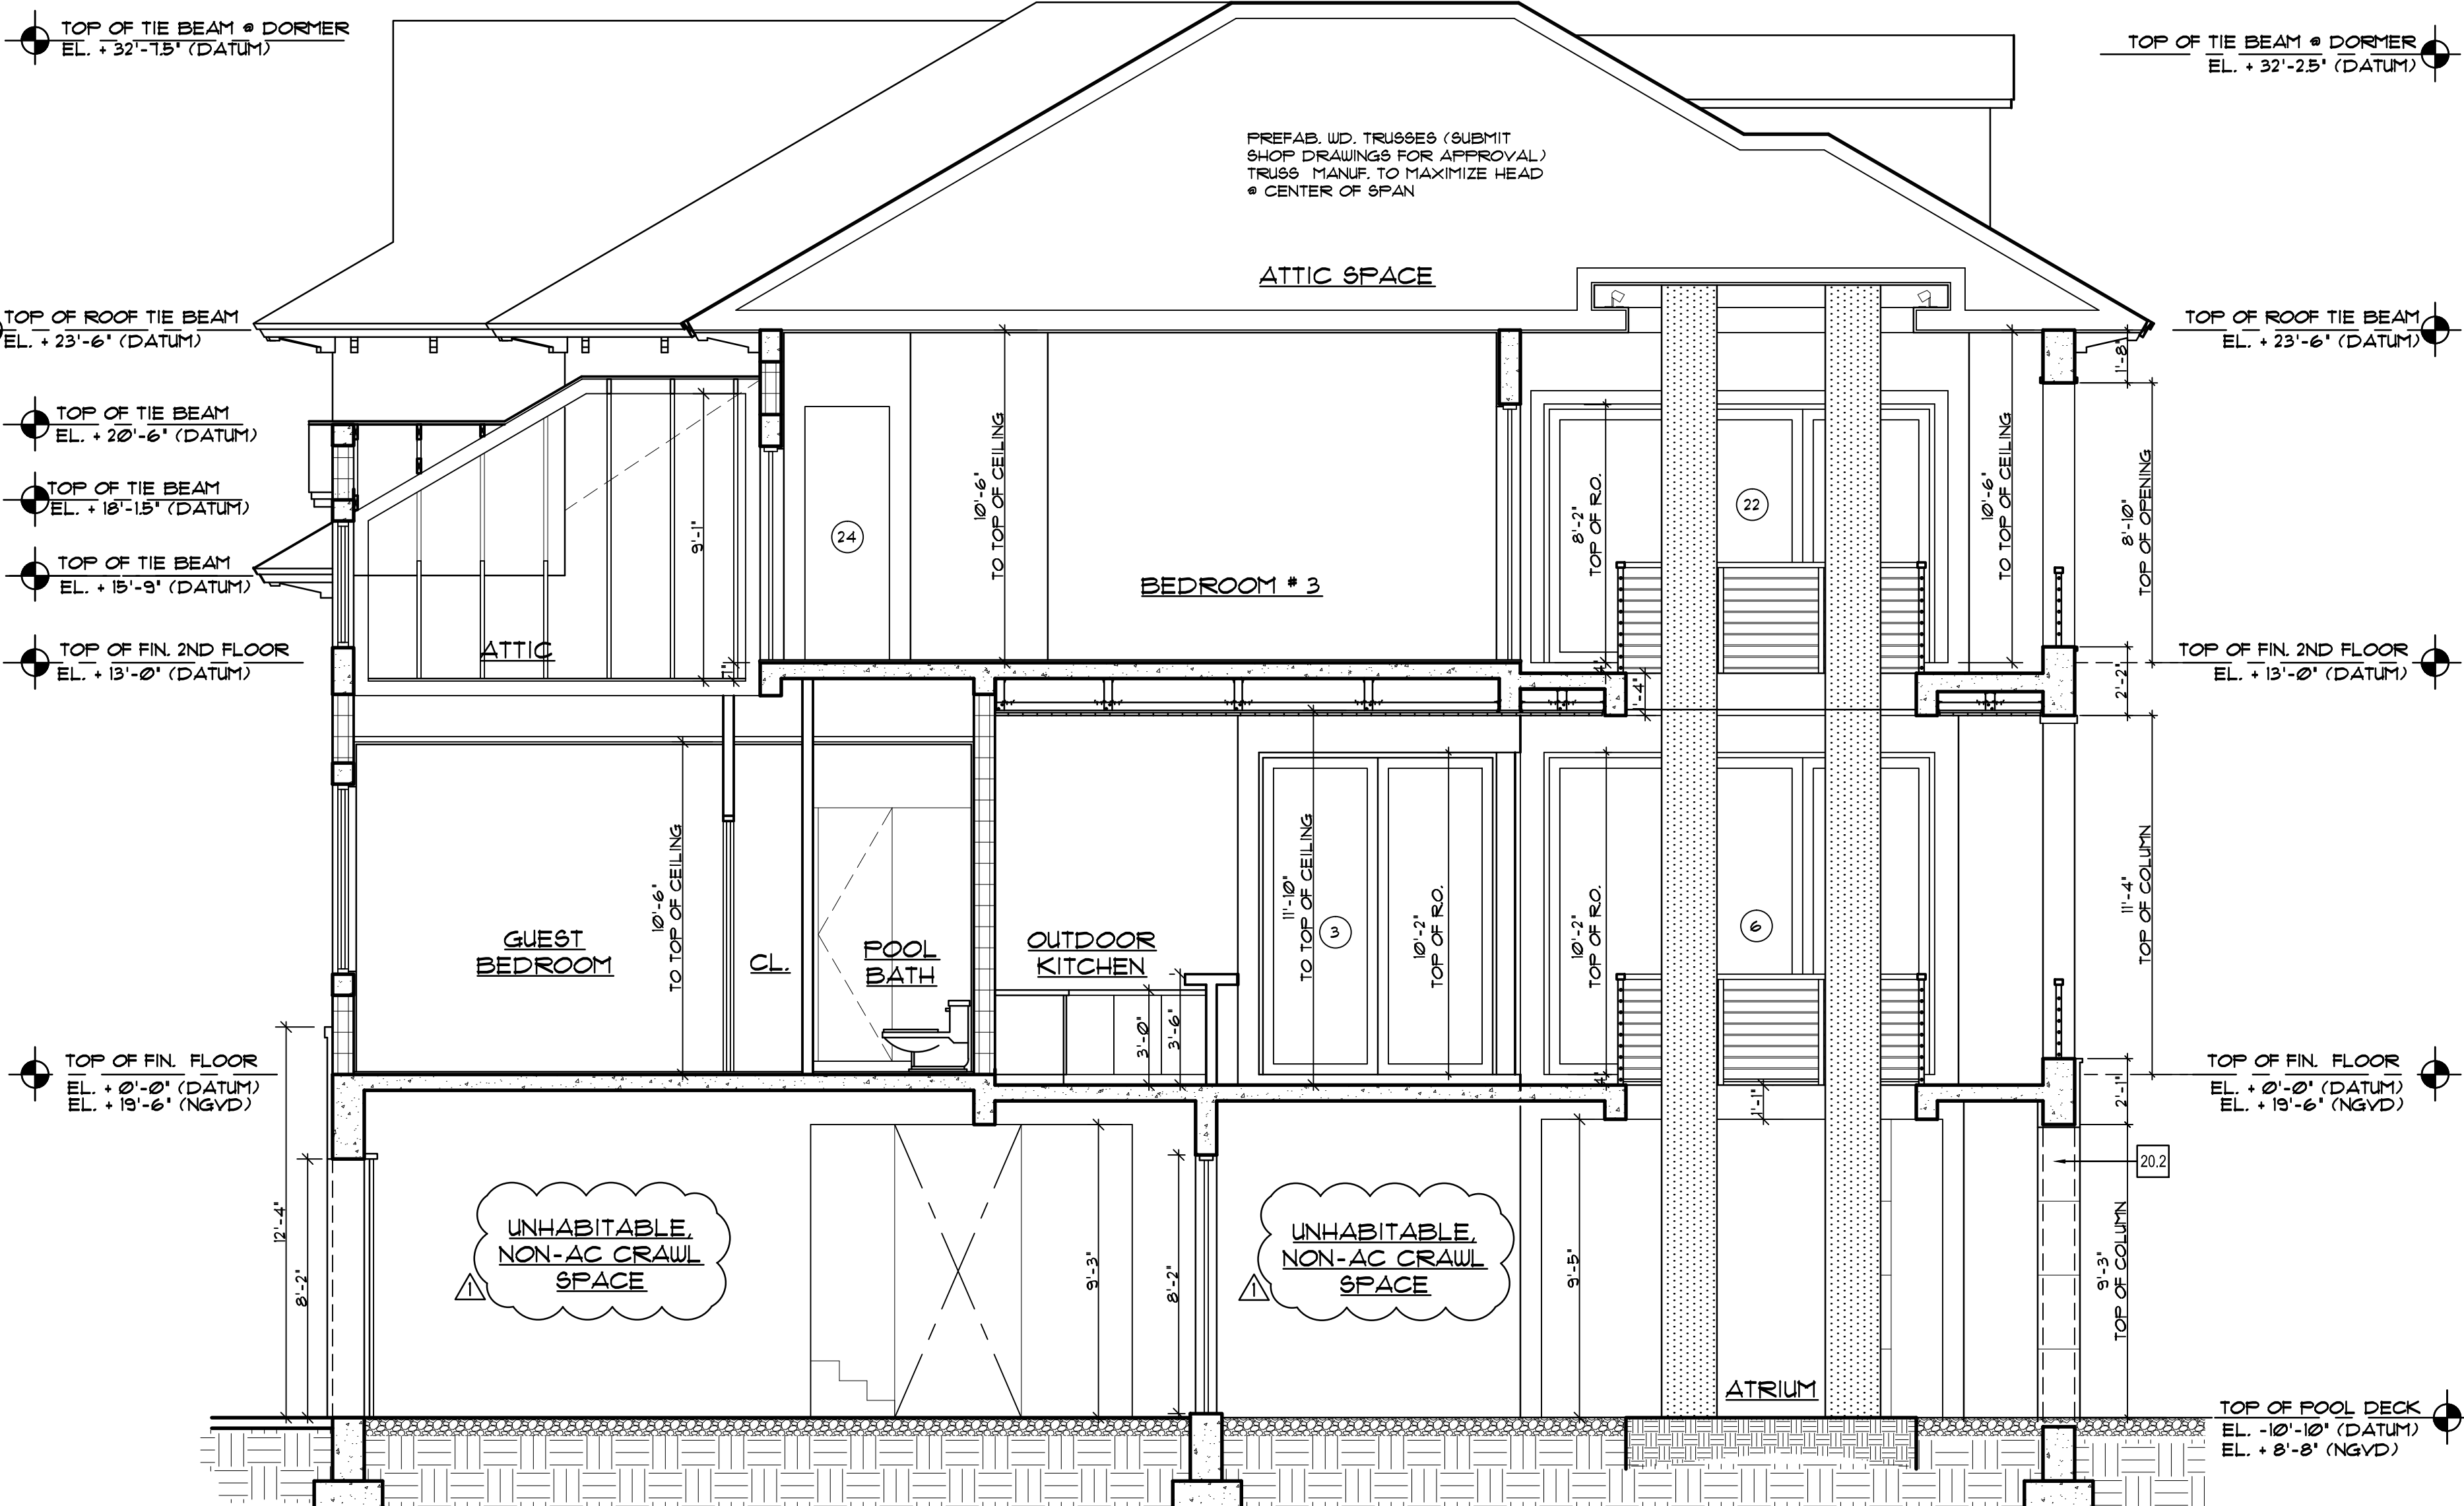 TOP OF TIE BEAM @ DORMER
EL. + 32'-7.5" (DATUM)
TOP OF TIE BEAM @ DORMER
EL. + 32'-2.5" (DATUM)
PREFAB. WD. TRUSSES (SUBMIT
SHOP DRAWINGS FOR APPROVAL)
TRUSS MANUF. TO MAXIMIZE HEAD
@ CENTER OF SPAN
ATTIC SPACE
TOP OF ROOF TIE BEAM
EL. + 23'-6" (DATUM)
TOP OF ROOF TIE BEAM
EL. + 23'-6" (DATUM)
1'-8"
TOP OF TIE BEAM
EL. + 20'-6" (DATUM)
TOP OF TIE BEAM
EL. + 18'-1.5" (DATUM)
TOP OF TIE BEAM
EL. + 15'-9" (DATUM)
TOP OF FIN. 2ND FLOOR
EL. + 13'-0" (DATUM)
ATTIC
9'-1"
1"
24
10'-6"
TO TOP OF CEILING
BEDROOM # 3
8'-2"
TOP OF R.O.
22
10'-6"
TO TOP OF CEILING
8'-10"
TOP OF OPENING
TOP OF FIN. 2ND FLOOR
EL. + 13'-0" (DATUM)
4"
1'-4"
2'-2"
GUEST
BEDROOM
10'-6"
TO TOP OF CEILING
CL.
POOL
BATH
OUTDOOR
KITCHEN
3'-0"
3'-6"
11'-10"
TO TOP OF CEILING
3
10'-2"
TOP OF R.O.
10'-2"
TOP OF R.O.
6
11'-4"
TOP OF COLUMN
TOP OF FIN. FLOOR
EL. + 0'-0" (DATUM)
EL. + 19'-6" (NGVD)
TOP OF FIN. FLOOR
EL. + 0'-0" (DATUM)
EL. + 19'-6" (NGVD)
4"
1'-1"
2'-1"
20.2
12'-4"
8'-2"
UNHABITABLE,
NON-AC CRAWL
SPACE
1
9'-3"
8'-2"
UNHABITABLE,
NON-AC CRAWL
SPACE
1
9'-5"
ATRIUM
9'-3"
TOP OF COLUMN
TOP OF POOL DECK
EL. -10'-10" (DATUM)
EL. + 8'-8" (NGVD)